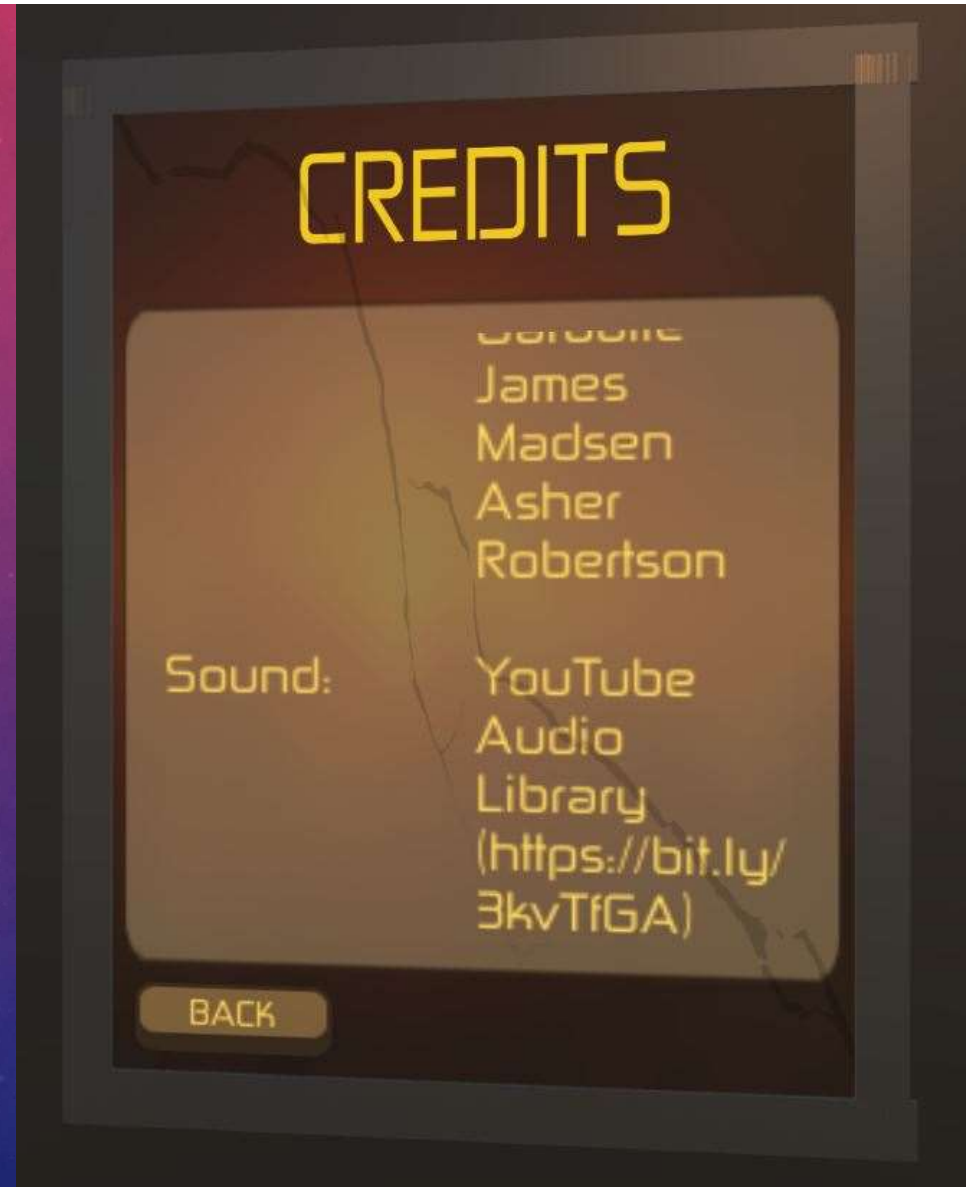 CREDITS
James
Madsen
Asher
Robertson
Sound: YouTube
Audio
Library
(https://bit.ly/
3kvTfGA)
BACK